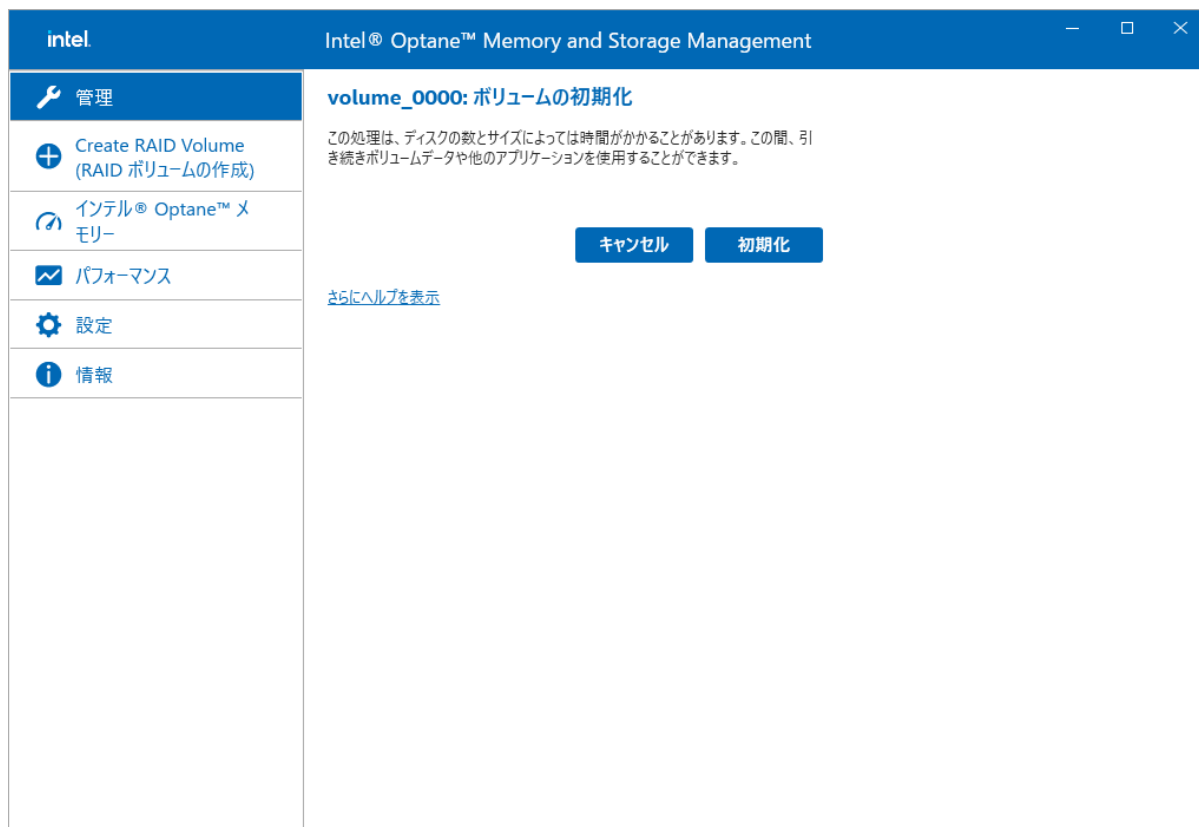 intel.
Intel® Optane™ Memory and Storage Management
管理
Create RAID Volume
(RAID ボリュームの作成)
インテル® Optane™ メ
モリー
パフォーマンス
設定
情報
volume_0000: ボリュームの初期化
この処理は、ディスクの数とサイズによっては時間がかかることがあります。この間、引
き続きボリュームデータや他のアプリケーションを使用することができます。
キャンセル
初期化
さらにヘルプを表示